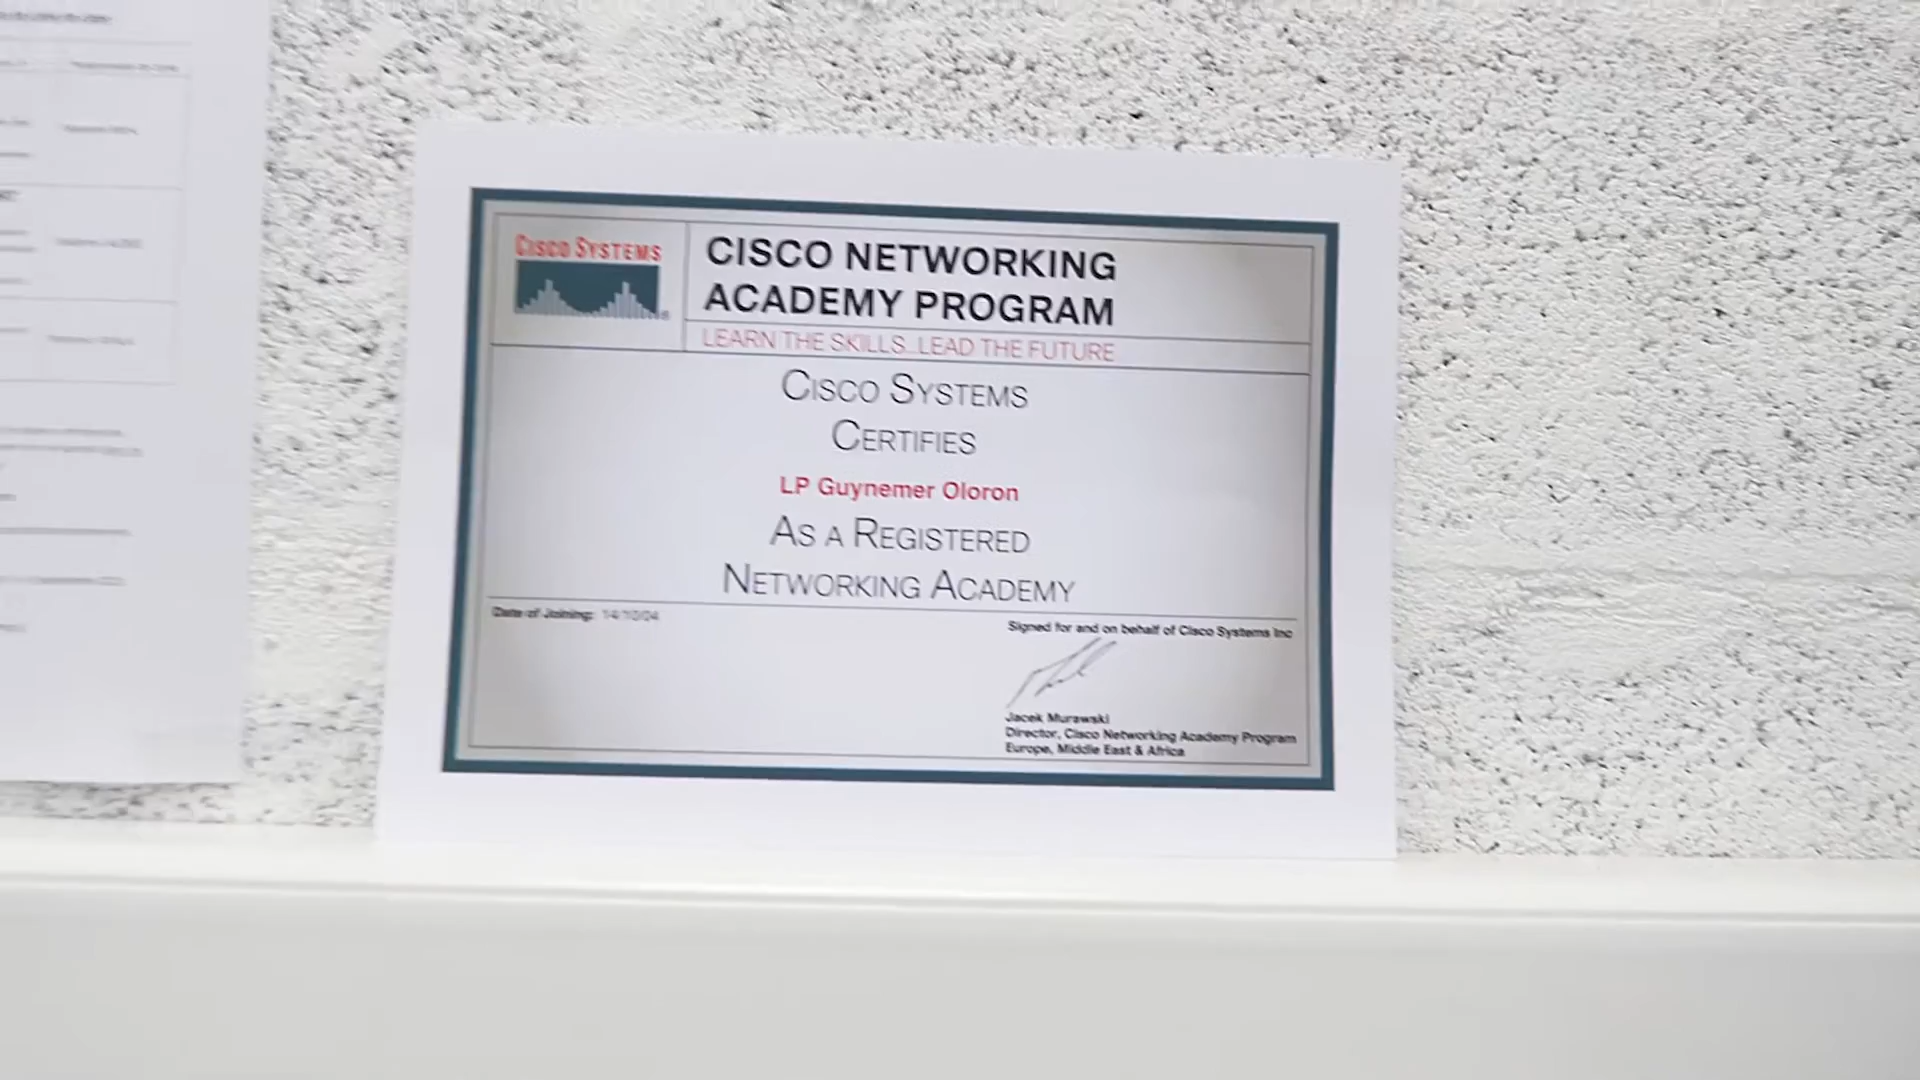 CISCO SYSTEMS
CISCO NETWORKING
ACADEMY PROGRAM
LEARN THE SKILLS...LEAD THE FUTURE
CISCO SYSTEMS
CERTIFIES
LP Guynemer Oloron
AS A REGISTERED
NETWORKING ACADEMY
Date of Joining: 14/10/04
Signed for and on behalf of Cisco Systems Inc
Jacek Murawski
Director, Cisco Networking Academy Program
Europe, Middle East & Africa